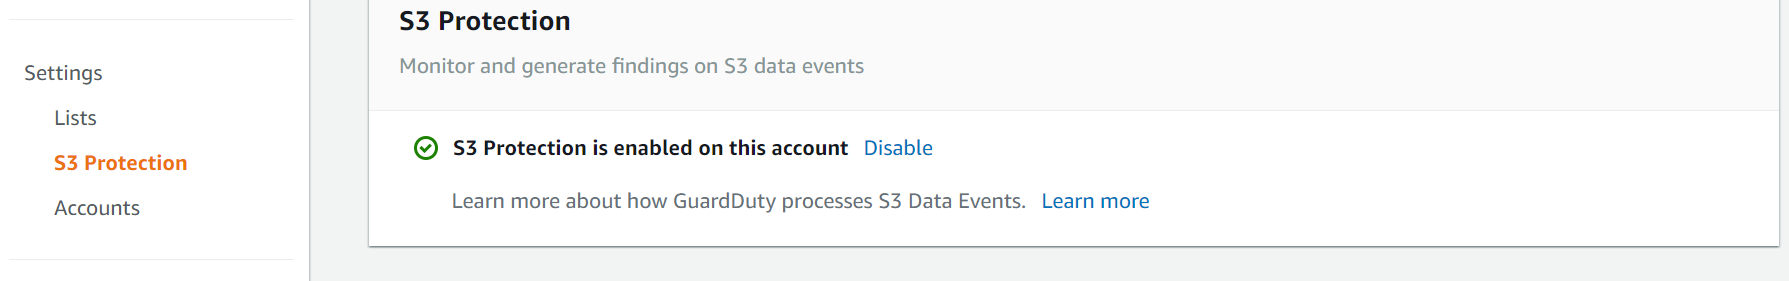 Settings
Lists
S3 Protection
Accounts
S3 Protection
Monitor and generate findings on S3 data events
S3 Protection is enabled on this account Disable
Learn more about how GuardDuty processes S3 Data Events. Learn more